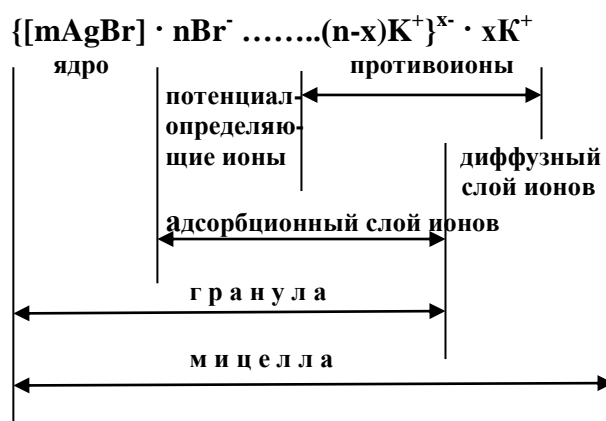 {[mAgBr] · nBr⁻ ……..(n-x)K⁺}ˣ⁻ · xK⁺
ядро
противоионы
потенциал-
определяю-
щие ионы
диффузный
слой ионов
адсорбционный слой ионов
г р а н у л а
м и ц е л л а